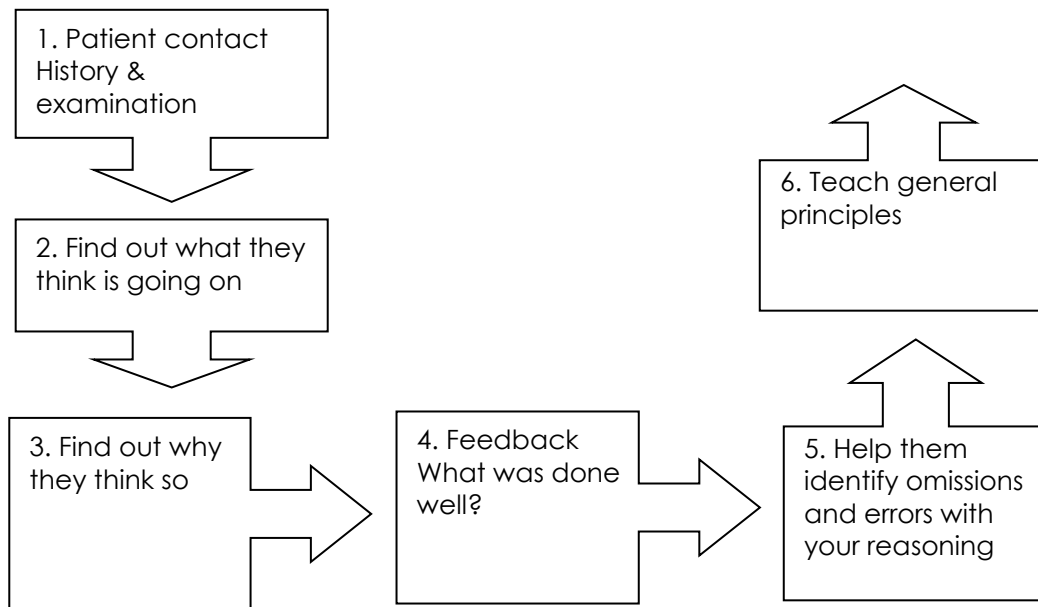 1. Patient contact
History &
examination
2. Find out what they
think is going on
3. Find out why
they think so
4. Feedback
What was done
well?
5. Help them
identify omissions
and errors with
your reasoning
6. Teach general
principles